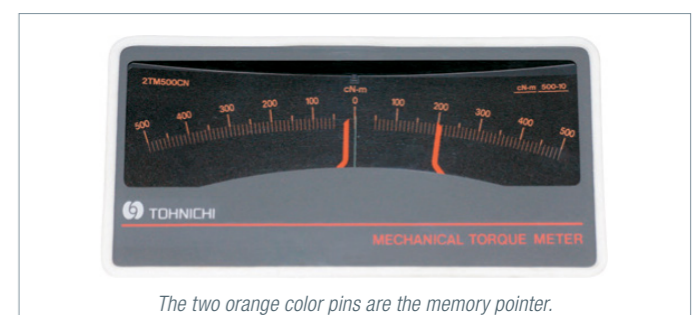 2TM500CN
cN-m
cN-m 500-10
500 400 300 200 100 0 100 200 300 400 500
TOHNICHI
MECHANICAL TORQUE METER
The two orange color pins are the memory pointer.